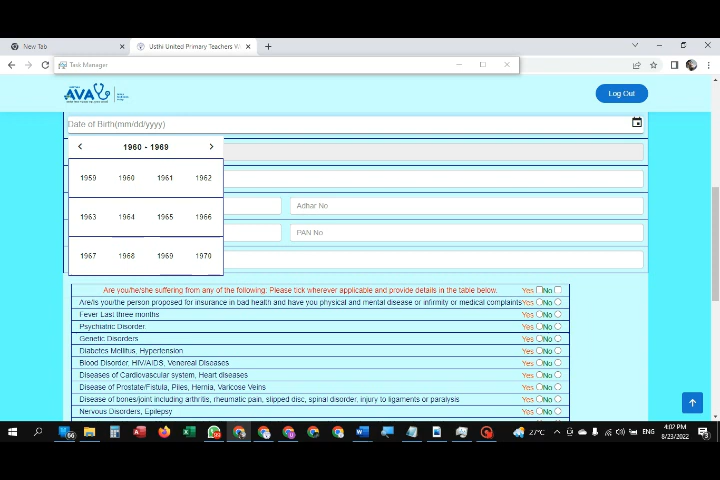 New Tab
Usthi United Primary Teachers W
Task Manager
AVA
Log Out
Date of Birth(mm/dd/yyyy)
1960 - 1969
1959 1960 1961 1962
1963 1964 1965 1966
1967 1968 1969 1970
Adhar No
PAN No
Are you/he/she suffering from any of the following: Please tick wherever applicable and provide details in the table below. Yes No
Are/Is you/the person proposed for insurance in bad health and have you physical and mental disease or infirmity or medical complaints Yes No
Fever Last three months Yes No
Psychiatric Disorder Yes No
Genetic Disorders Yes No
Diabetes Mellitus, Hypertension Yes No
Blood Disorder, HIV/AIDS, Venereal Diseases Yes No
Diseases of Cardiovascular system, Heart diseases Yes No
Disease of Prostate/Fistula, Piles, Hernia, Varicose Veins Yes No
Disease of bones/joint including arthritis, rheumatic pain, slipped disc, spinal disorder, injury to ligaments or paralysis Yes No
Nervous Disorders, Epilepsy Yes No
66
27°C
ENG
4:02 PM
8/23/2022
3